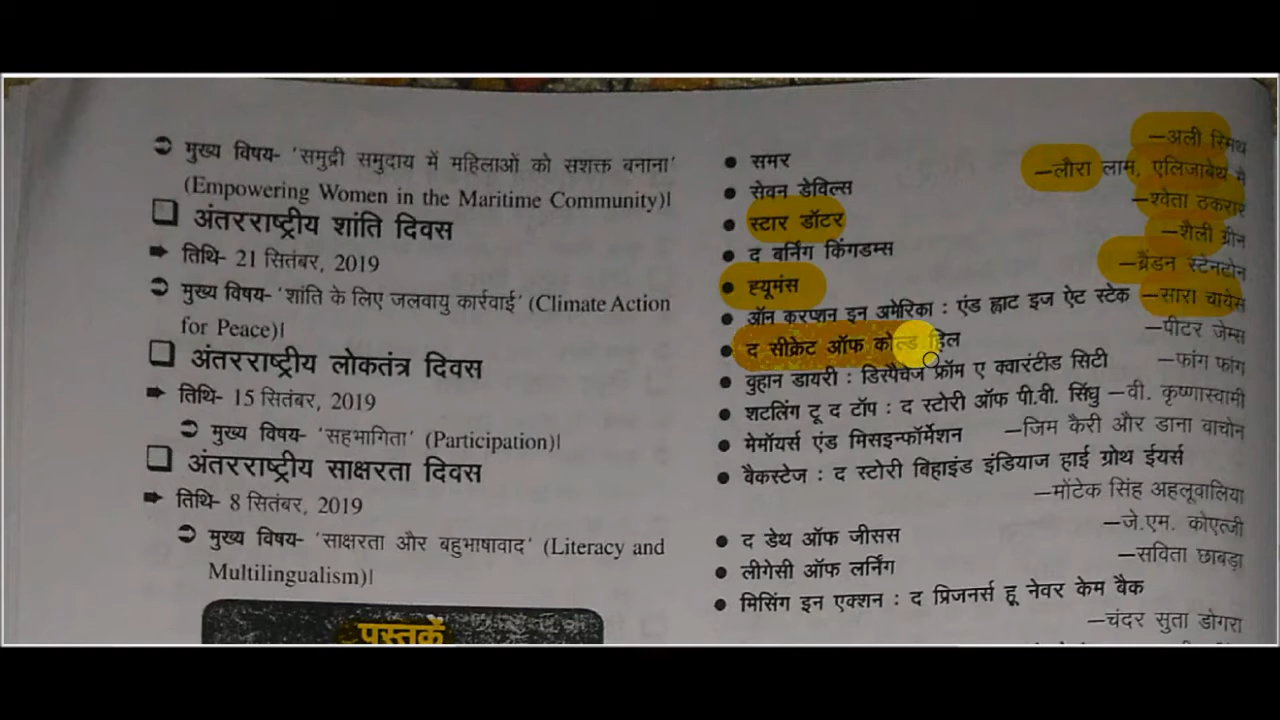 मुख्य विषय- 'समुद्री समुदाय में महिलाओं को सशक्त बनाना'
(Empowering Women in the Maritime Community)।
अंतरराष्ट्रीय शांति दिवस
तिथि- 21 सितंबर, 2019
मुख्य विषय- 'शांति के लिए जलवायु कार्रवाई' (Climate Action
for Peace)।
अंतरराष्ट्रीय लोकतंत्र दिवस
तिथि- 15 सितंबर, 2019
मुख्य विषय- 'सहभागिता' (Participation)।
अंतरराष्ट्रीय साक्षरता दिवस
तिथि- 8 सितंबर, 2019
मुख्य विषय- 'साक्षरता और बहुभाषावाद' (Literacy and
Multilingualism)।
पुस्तकें
• समर —अली स्मिथ
• सेवन डेविल्स —लौरा लाम, एलिजाबेथ मे
• स्टार डॉटर —श्वेता ठकरार
• द बर्निंग किंगडम्स —शैली ग्रीन
• ह्यूमंस —ब्रैंडन स्टेनटोन
• ऑन करप्शन इन अमेरिका : एंड ह्वाट इज ऐट स्टेक —सारा चायेस
• द सीक्रेट ऑफ कोल्ड हिल —पीटर जेम्स
• वुहान डायरी : डिस्पैचेज फ्रॉम ए क्वारंटीड सिटी —फांग फांग
• शटलिंग टू द टॉप : द स्टोरी ऑफ पी.वी. सिंधु —वी. कृष्णास्वामी
• मेमॉयर्स एंड मिसइन्फॉर्मेशन —जिम कैरी और डाना वाचोन
• बैकस्टेज : द स्टोरी बिहाइंड इंडियाज हाई ग्रोथ ईयर्स
—मोंटेक सिंह अहलूवालिया
• द डेथ ऑफ जीसस —जे.एम. कोएत्जी
• लीगेसी ऑफ लर्निंग —सविता छाबड़ा
• मिसिंग इन एक्शन : द प्रिजनर्स हू नेवर केम बैक
—चंदर सुता डोगरा